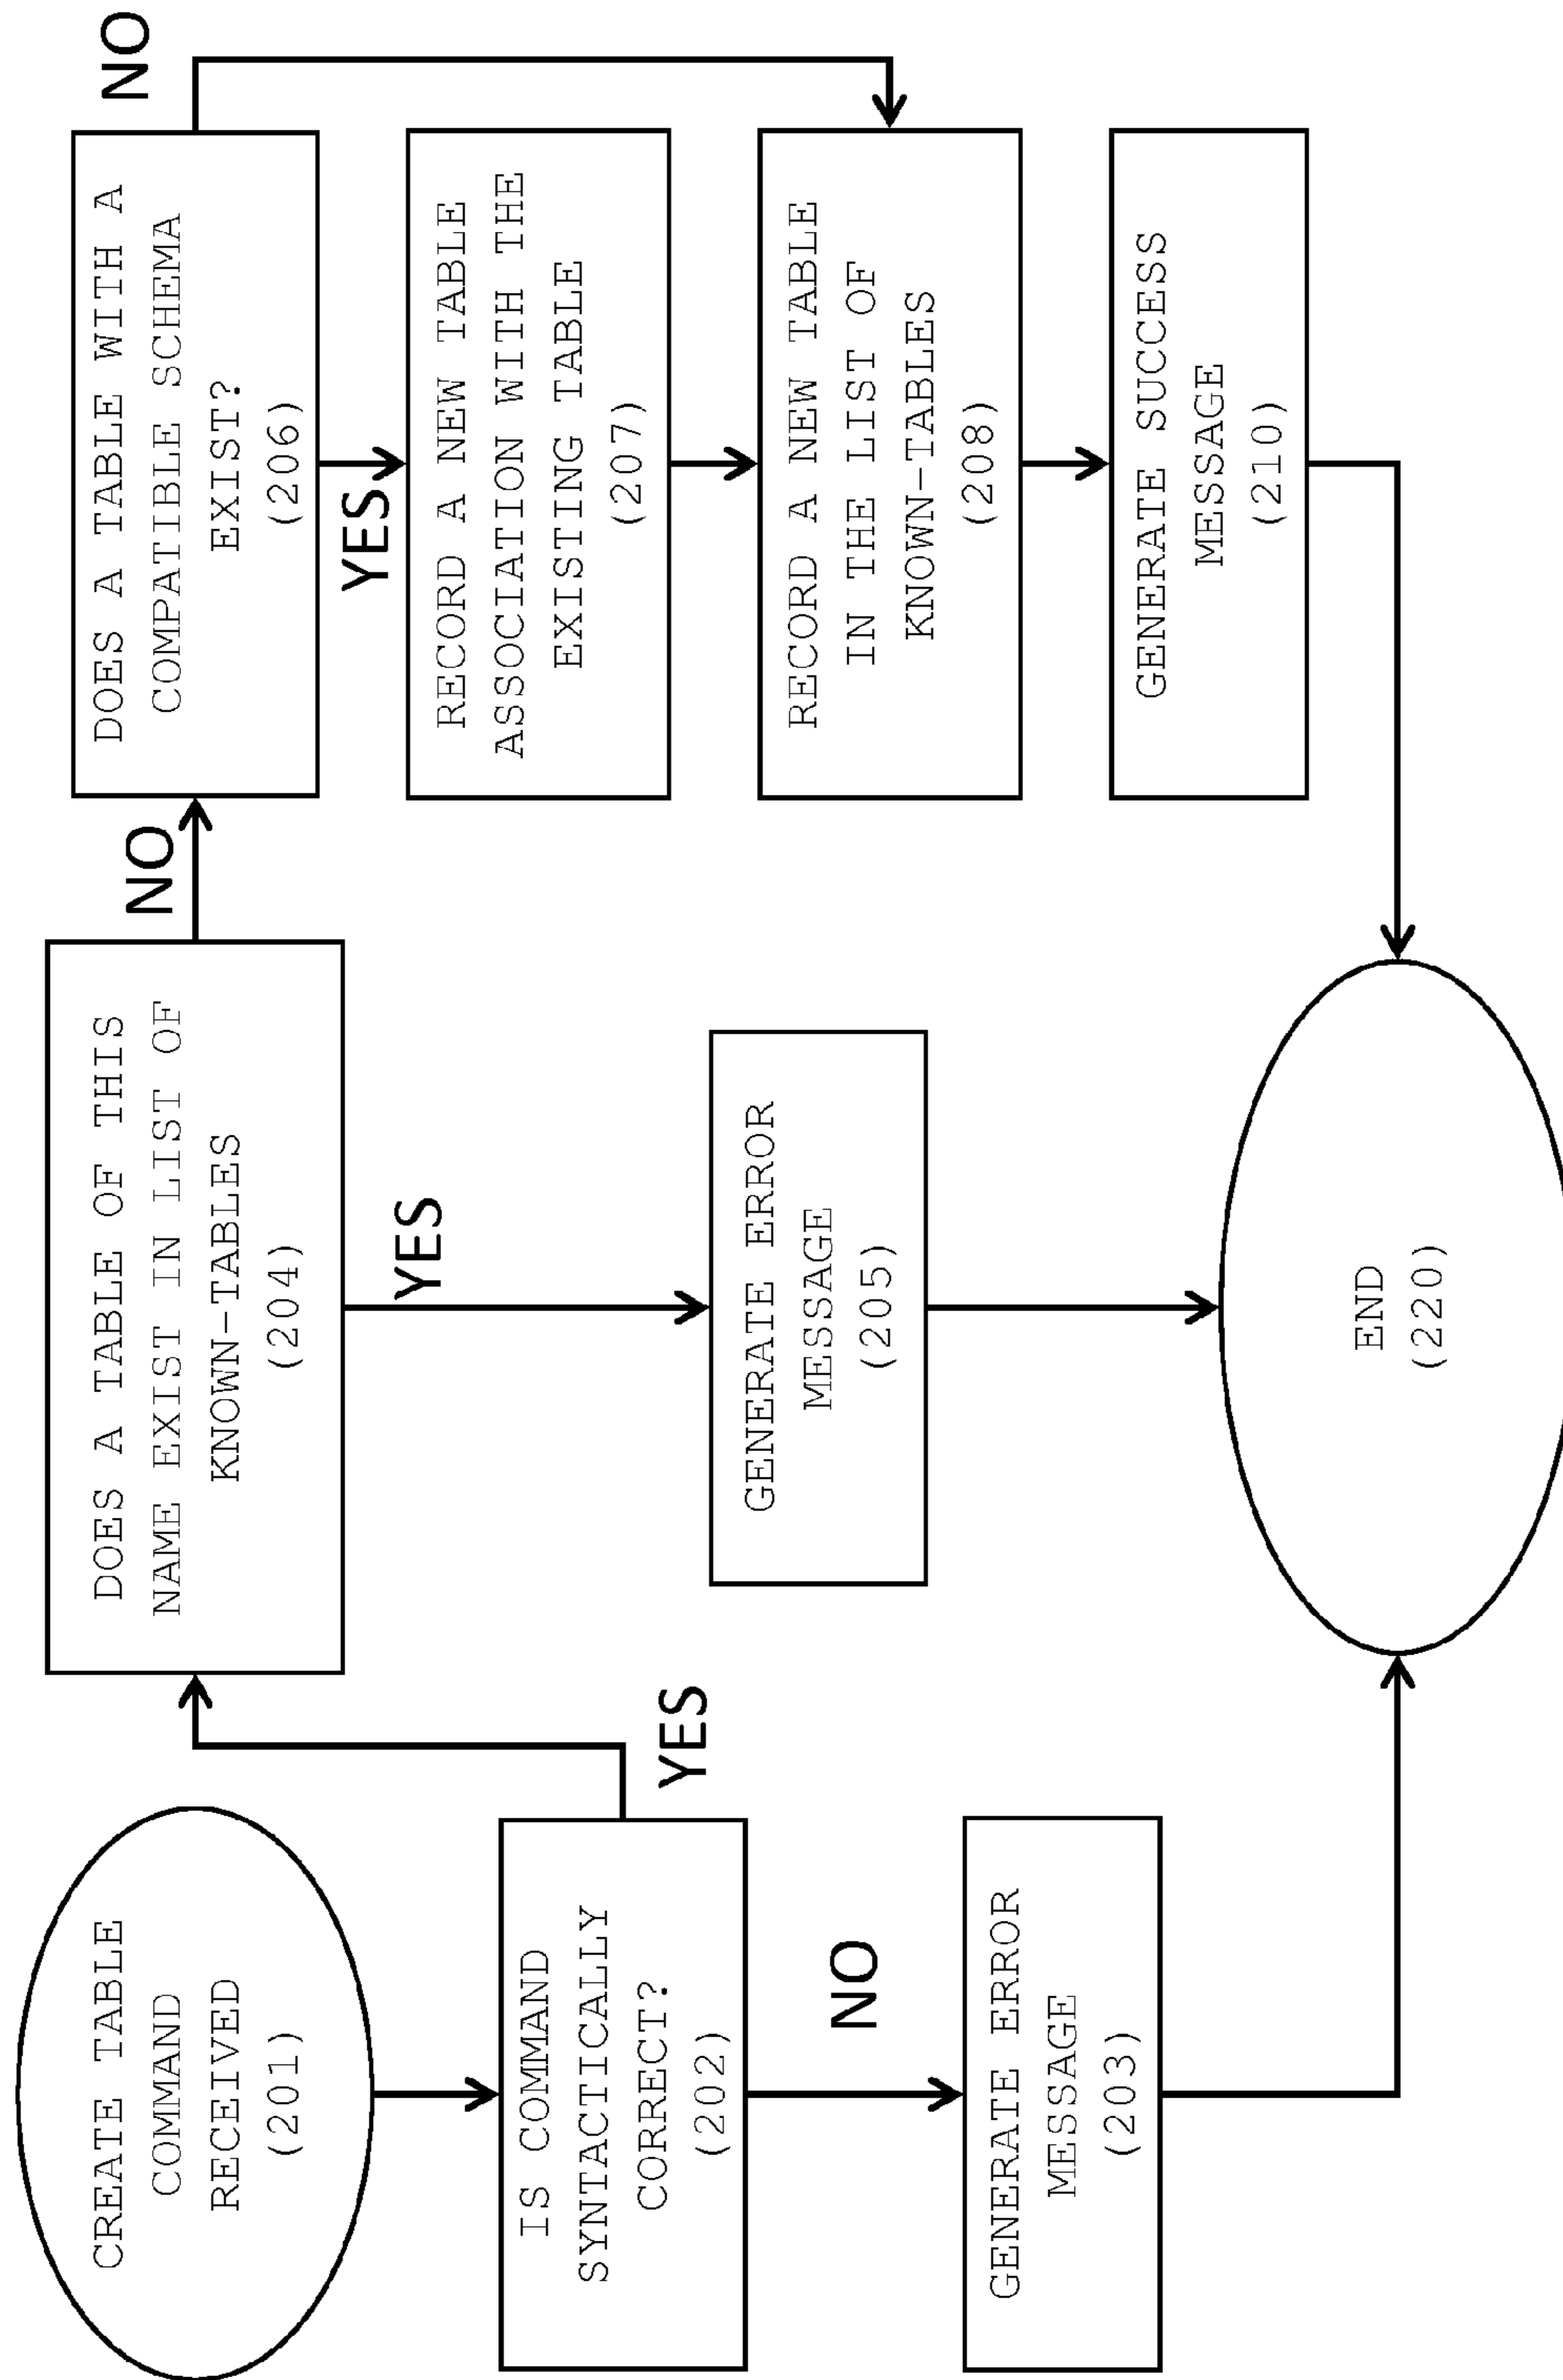 CREATE TABLE
COMMAND
RECEIVED
(201)
IS COMMAND
SYNTACTICALLY
CORRECT?
(202)
YES
NO
GENERATE ERROR
MESSAGE
(203)
DOES A TABLE OF THIS
NAME EXIST IN LIST OF
KNOWN-TABLES
(204)
NO
YES
GENERATE ERROR
MESSAGE
(205)
DOES A TABLE WITH A
COMPATIBLE SCHEMA
EXIST?
(206)
NO
YES
RECORD A NEW TABLE
ASSOCIATION WITH THE
EXISTING TABLE
(207)
RECORD A NEW TABLE
IN THE LIST OF
KNOWN-TABLES
(208)
GENERATE SUCCESS
MESSAGE
(210)
END
(220)